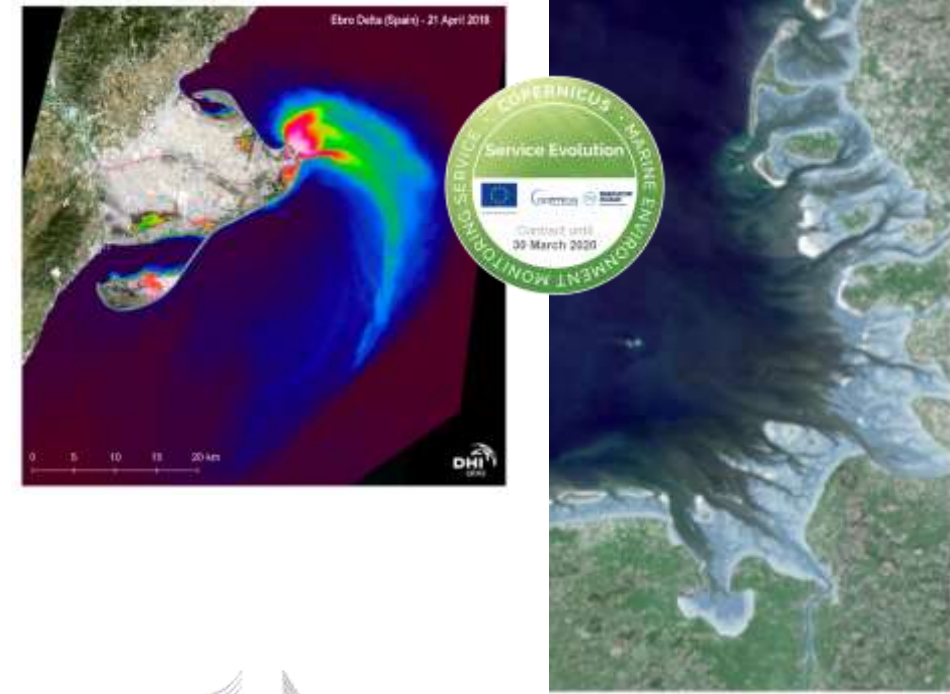 Ebro Delta (Spain) - 21 April 2018
COPERNICUS · MARINE ENVIRONMENT MONITORING SERVICE ·
Service Evolution
Contract until
30 March 2020
0 5 10 15 20 km
DHI